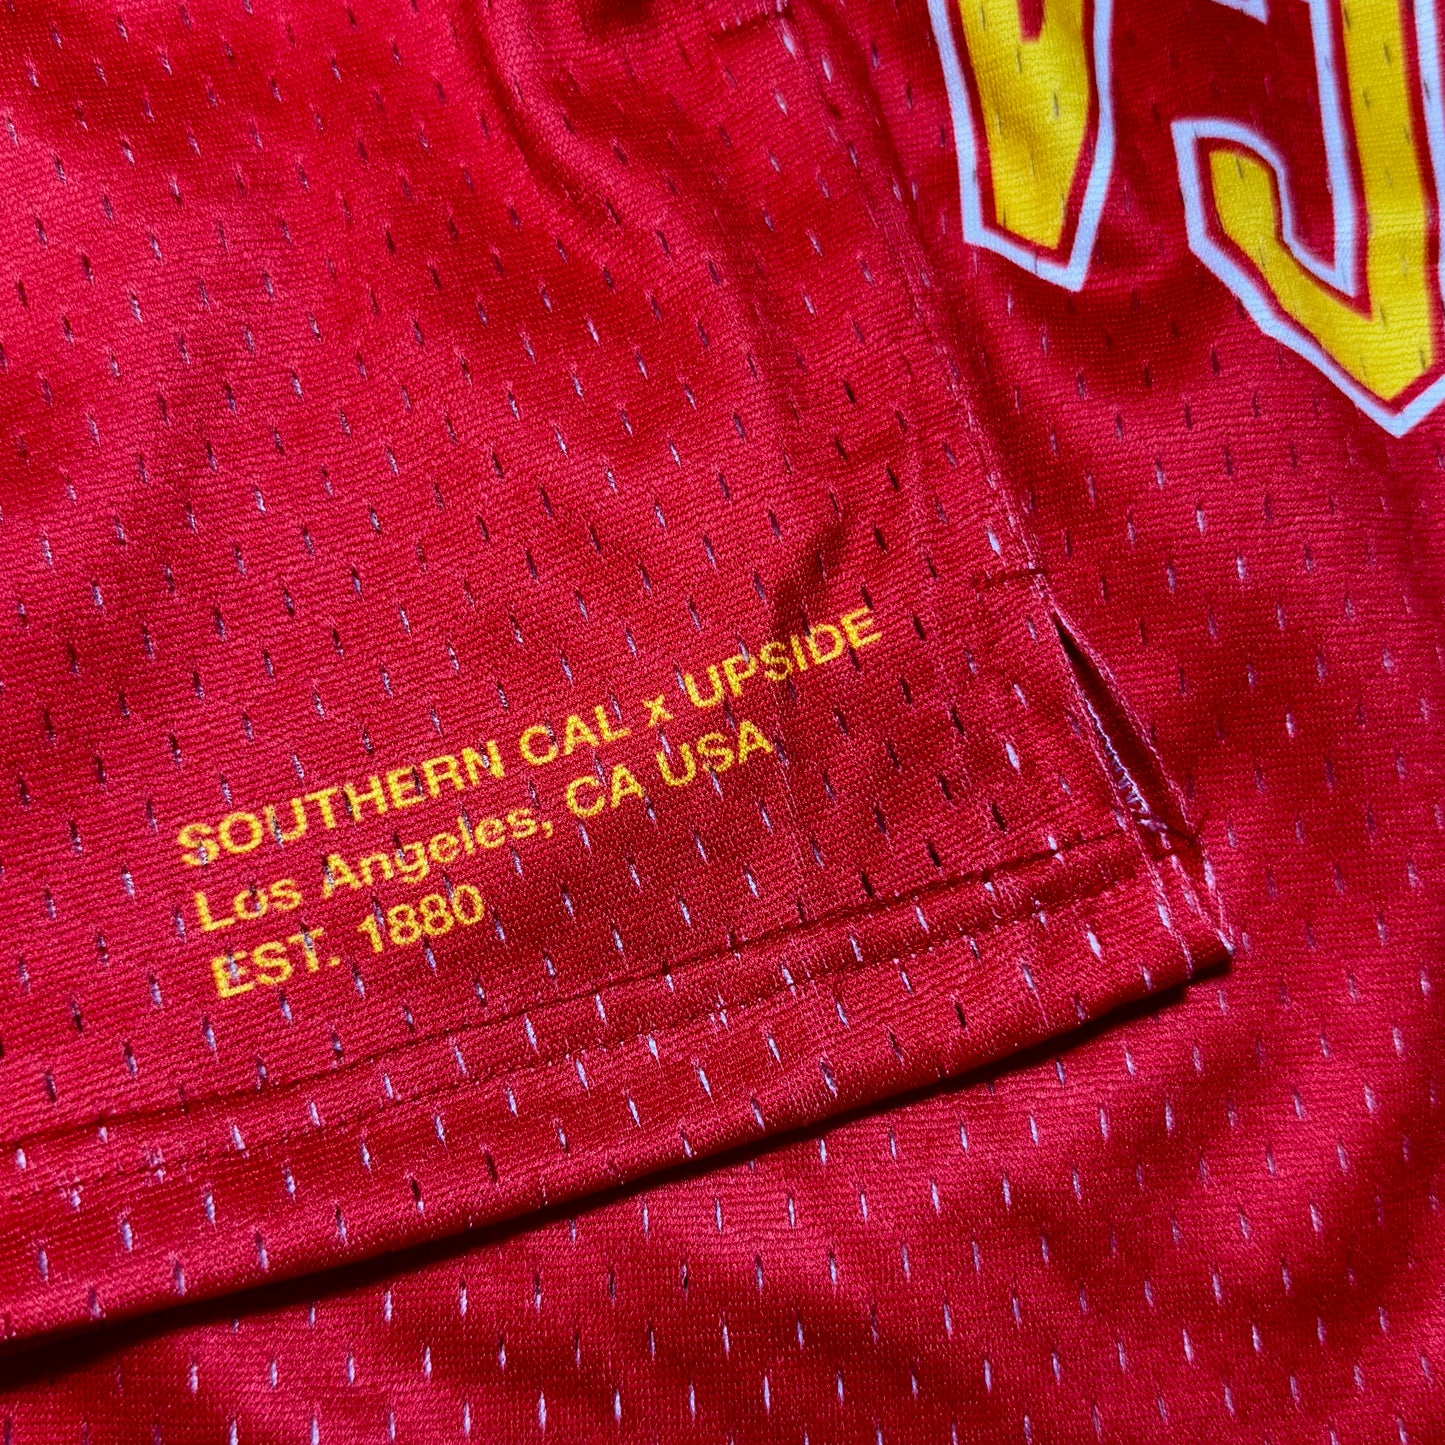 SOUTHERN CAL x UPSIDE
Los Angeles, CA USA
EST. 1880